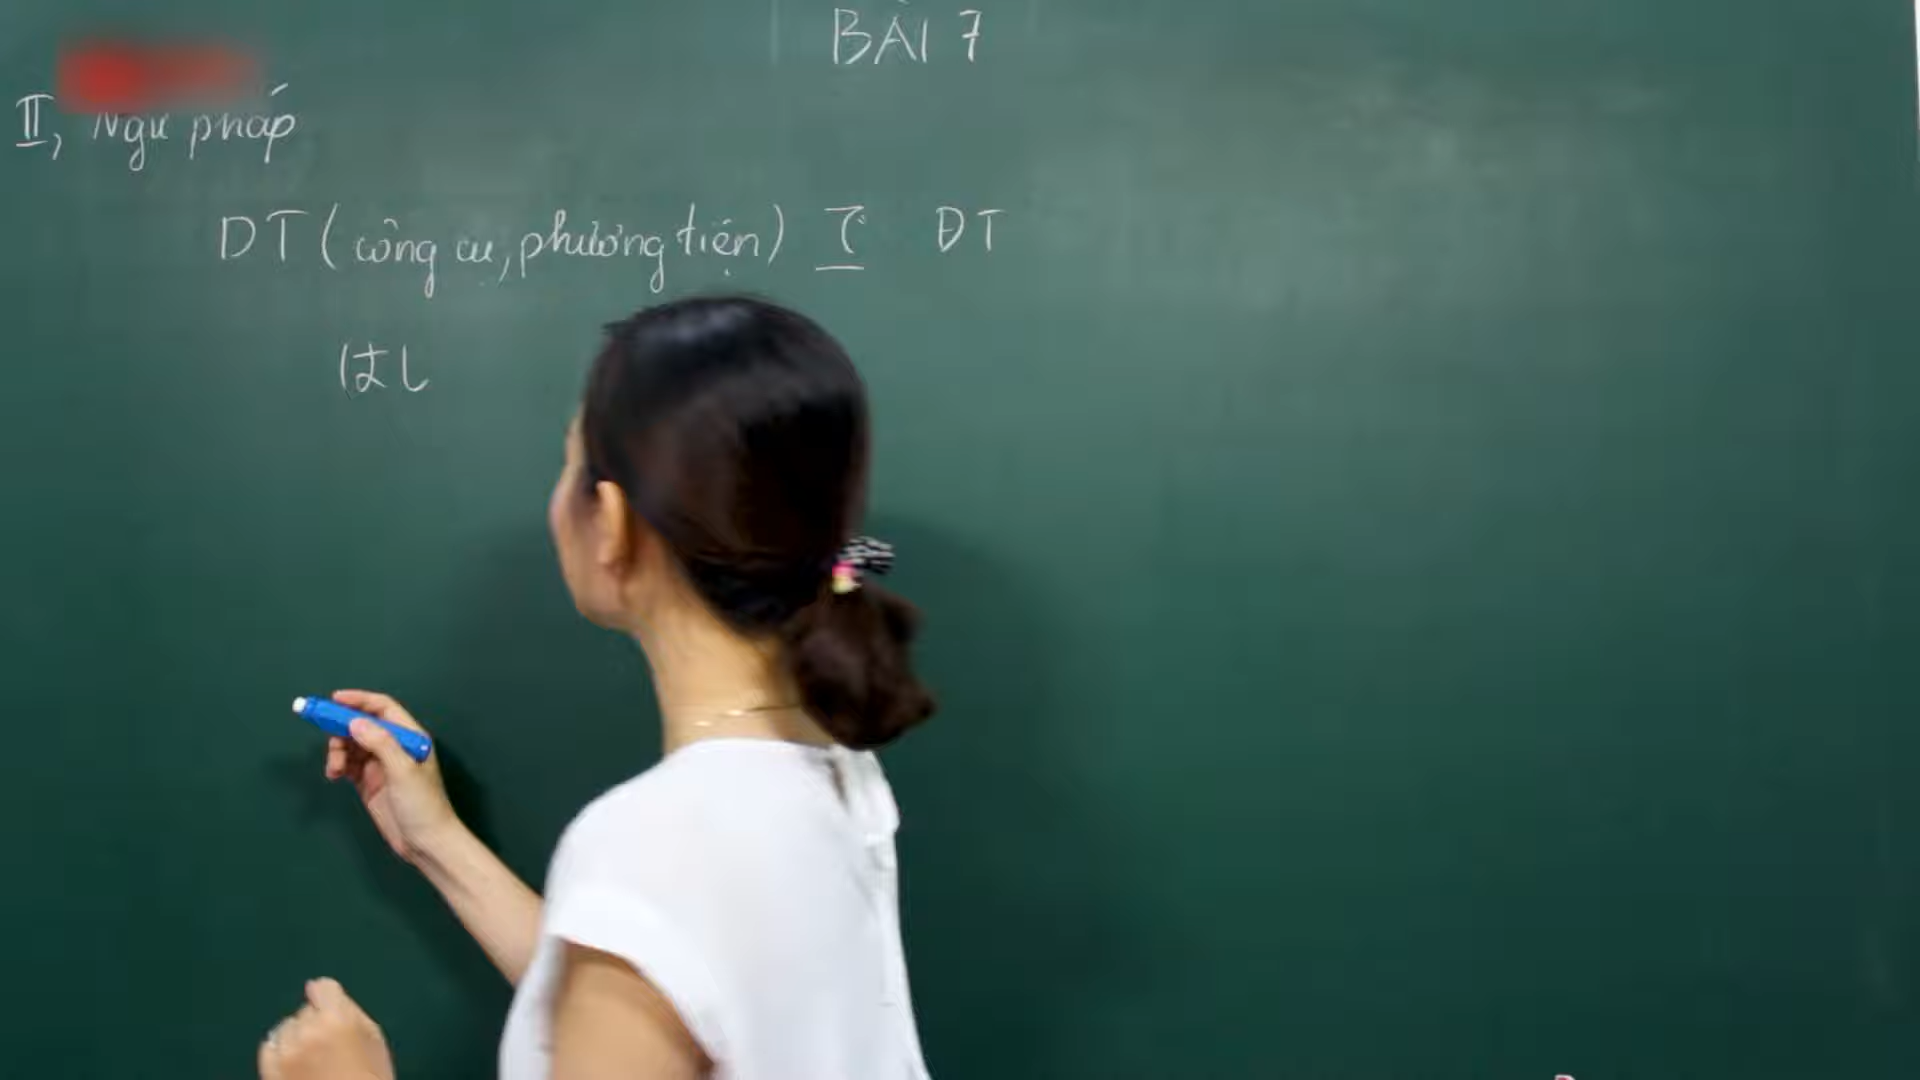 BÀI 7
II, Ngữ pháp
DT (công cụ, phương tiện) で ĐT
はし